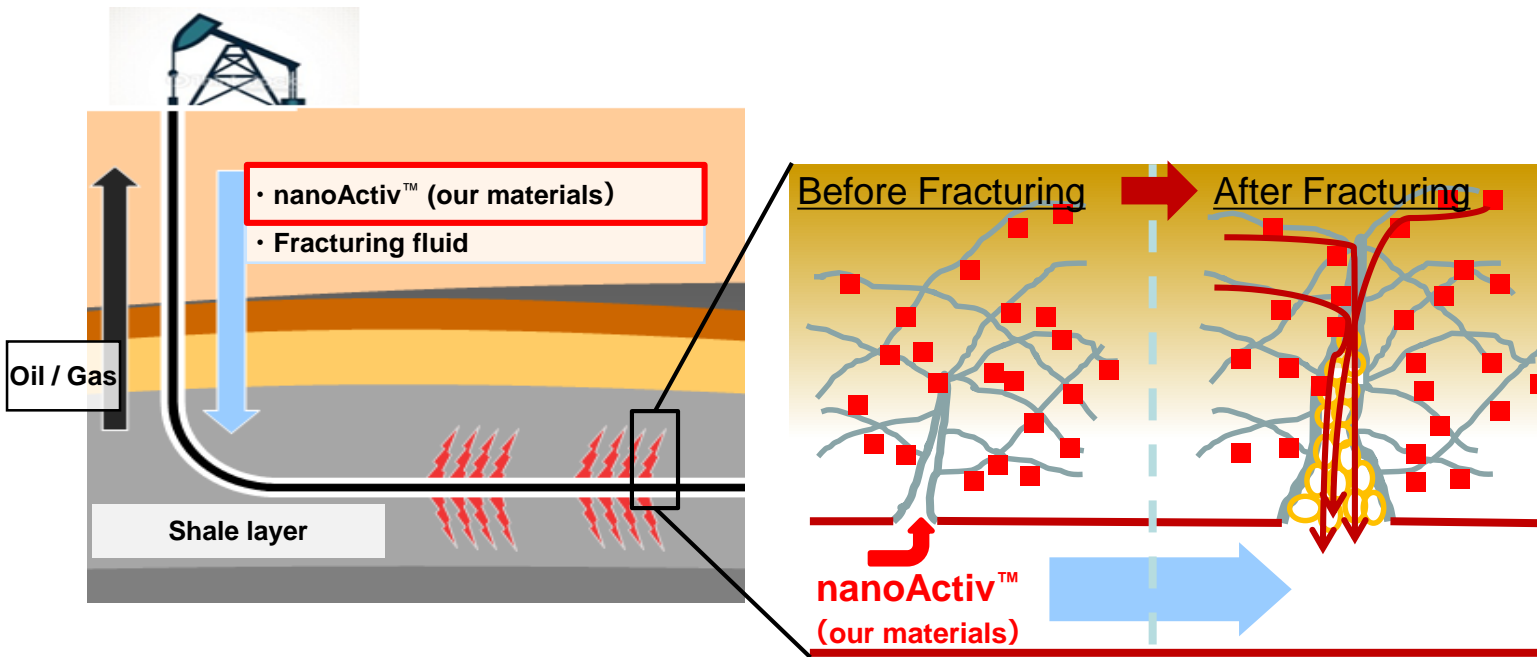 ・nanoActiv™ (our materials）
・Fracturing fluid
Oil / Gas
Shale layer
Before Fracturing
After Fracturing
nanoActiv™
（our materials）